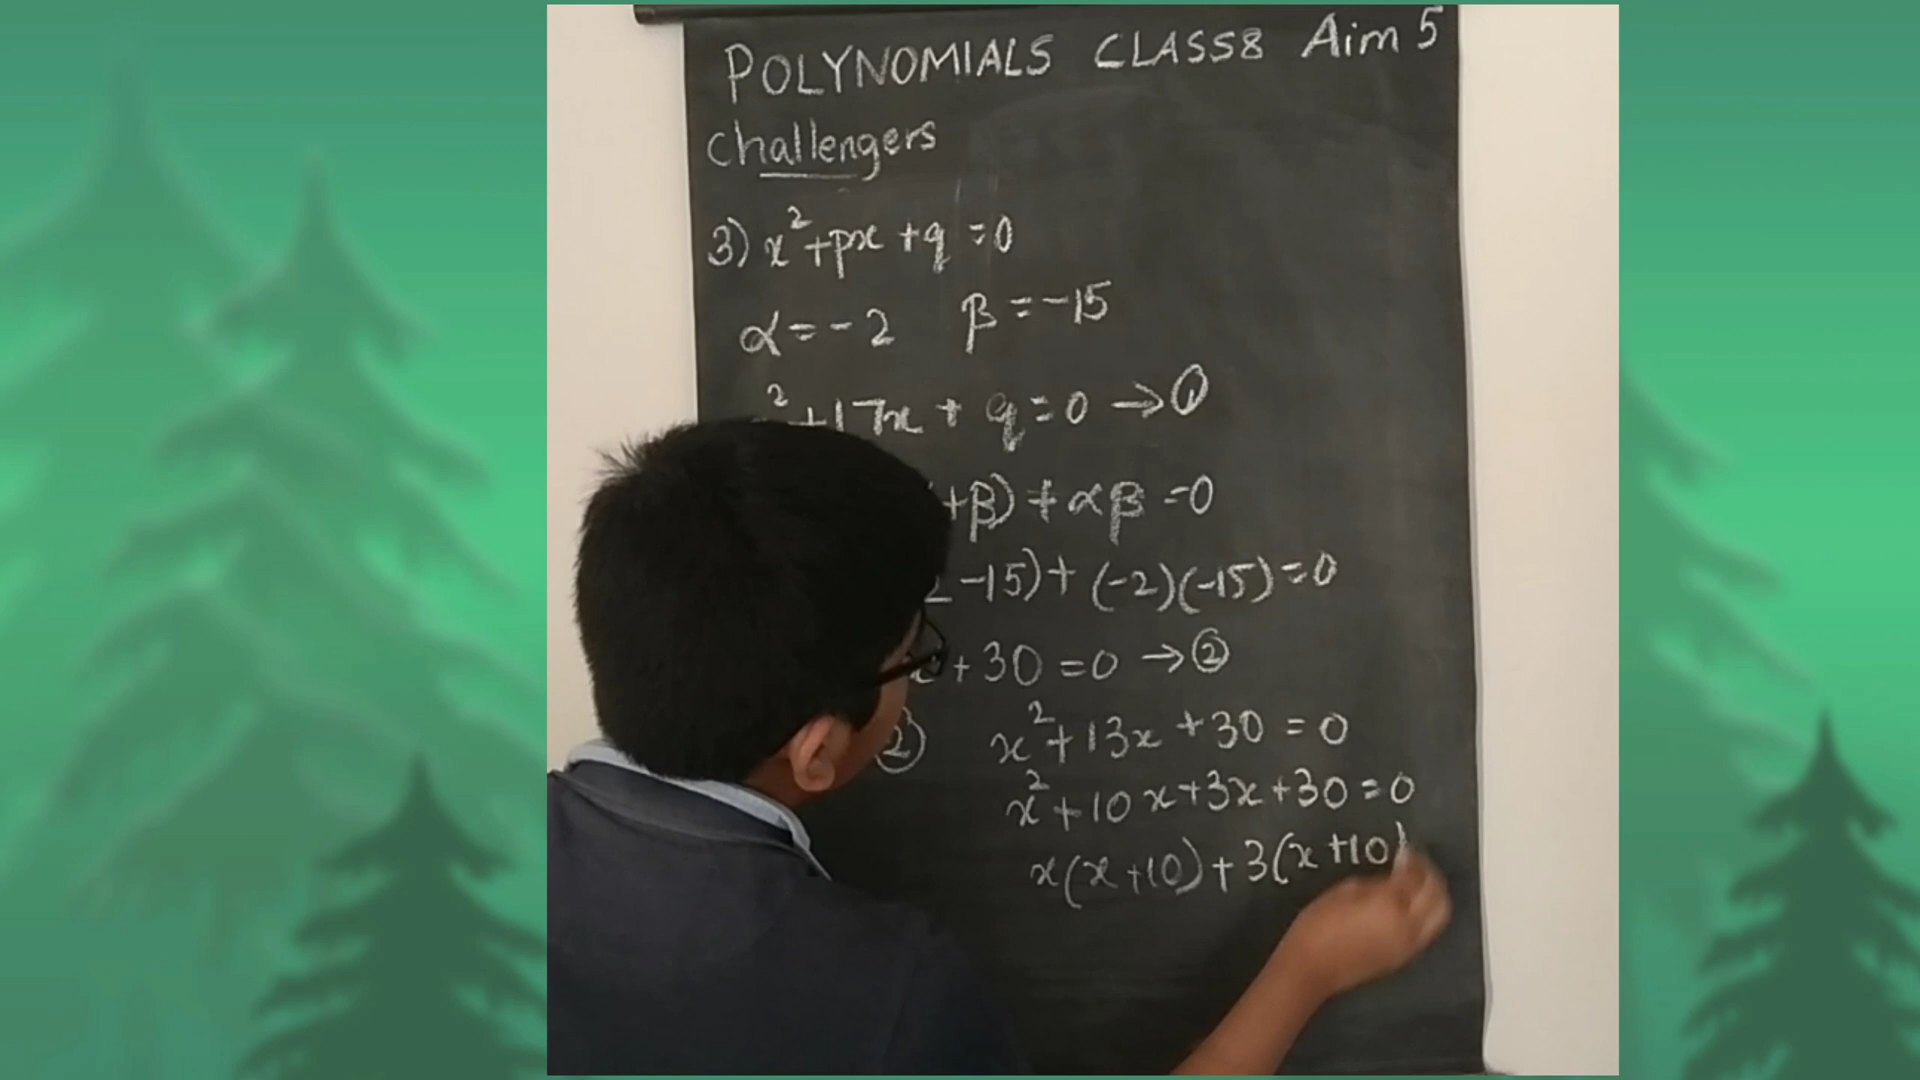 POLYNOMIALS CLASS8 Aim 5
challengers
3) x²+px +q =0
α=-2 β=-15
²+17x + q=0 →①
+β)+αβ=0
-15)+(-2)(-15)=0
+30=0 →②
2) x²+13x+30=0
x²+10x+3x+30=0
x(x+10)+3(x+10)